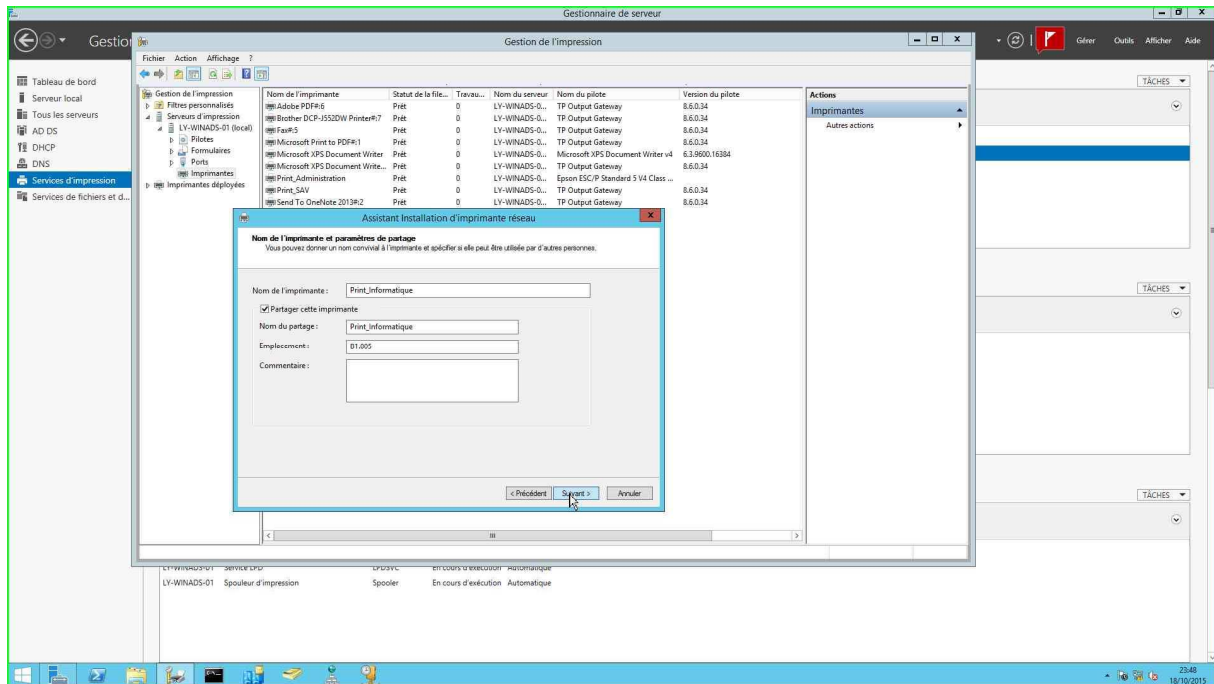 Gestionnaire de serveur
Gestion de l'impression
Gérer Outils Afficher Aide
Fichier Action Affichage ?
Tableau de bord
Serveur local
Tous les serveurs
AD DS
DHCP
DNS
Services d'impression
Services de fichiers et d...
Gestion de l'impression
Filtres personnalisés
Serveurs d'impression
LY-WINADS-01 (local)
Pilotes
Formulaires
Ports
Imprimantes
Imprimantes déployées
Nom de l'imprimante Statut de la file... Travau... Nom du serveur Nom du pilote Version du pilote
Adobe PDF#:6 Prêt 0 LY-WINADS-0... TP Output Gateway 8.6.0.34
Brother DCP-J552DW Printer#:7 Prêt 0 LY-WINADS-0... TP Output Gateway 8.6.0.34
Fax#:5 Prêt 0 LY-WINADS-0... TP Output Gateway 8.6.0.34
Microsoft Print to PDF#:1 Prêt 0 LY-WINADS-0... TP Output Gateway 8.6.0.34
Microsoft XPS Document Writer Prêt 0 LY-WINADS-0... Microsoft XPS Document Writer v4 6.3.9600.16384
Microsoft XPS Document Write... Prêt 0 LY-WINADS-0... TP Output Gateway 8.6.0.34
Print_Administration Prêt 0 LY-WINADS-0... Epson ESC/P Standard 5 V4 Class ...
Print_SAV Prêt 0 LY-WINADS-0... TP Output Gateway 8.6.0.34
Send To OneNote 2013#:2 Prêt 0 LY-WINADS-0... TP Output Gateway 8.6.0.34
Actions
Imprimantes
Autres actions
TÂCHES
TÂCHES
TÂCHES
Assistant Installation d'imprimante réseau
Nom de l'imprimante et paramètres de partage
Vous pouvez donner un nom convivial à l'imprimante et spécifier si elle peut être utilisée par d'autres personnes.
Nom de l'imprimante : Print_Informatique
Partager cette imprimante
Nom du partage : Print_Informatique
Emplacement : B1.005
Commentaire :
< Précédent Suivant > Annuler
LY-WINADS-01 Service LPD LPDSVC En cours d'exécution Automatique
LY-WINADS-01 Spouleur d'impression Spooler En cours d'exécution Automatique
23:48
18/10/2015